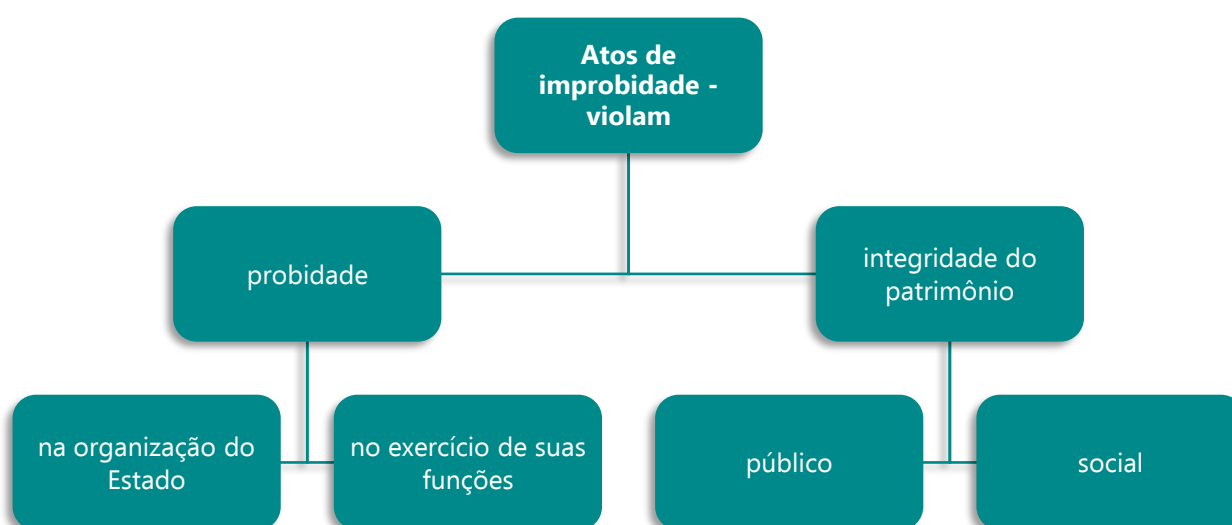 Atos de
improbidade -
violam
probidade
integridade do
patrimônio
na organização do
Estado
no exercício de suas
funções
público
social